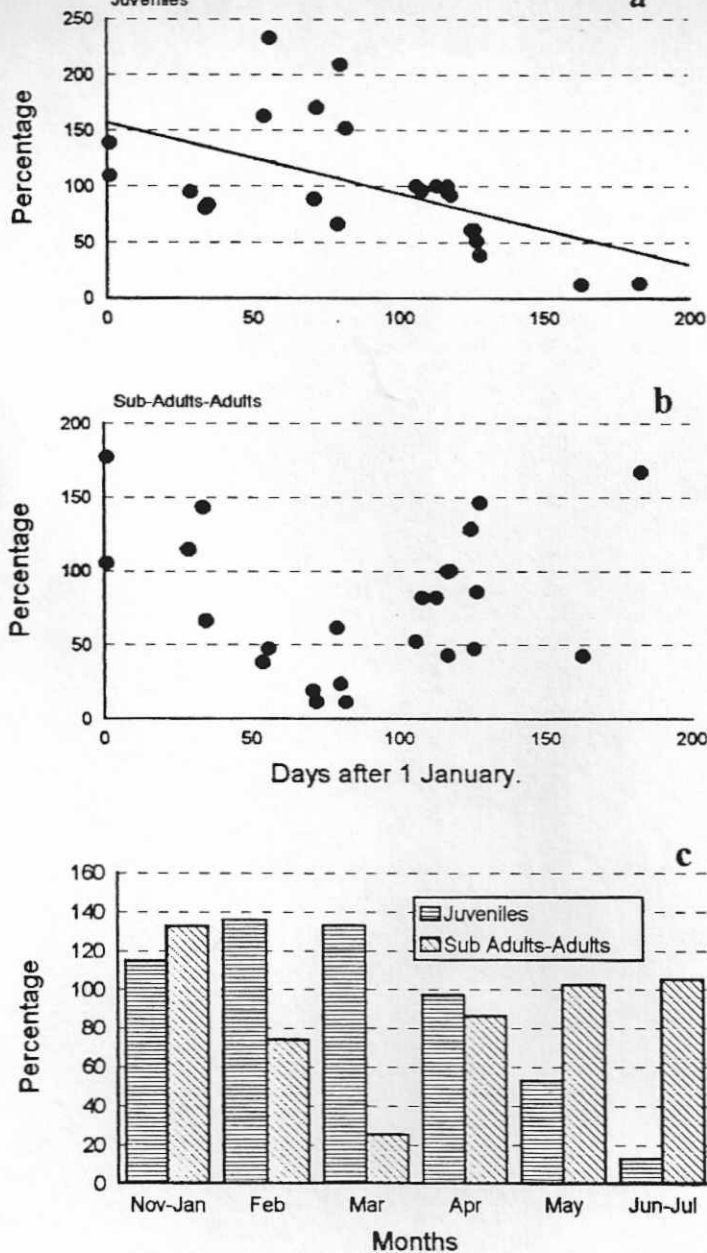 Juveniles
a
250
200
150
100
50
0
Percentage
0 50 100 150 200
Sub-Adults-Adults
b
200
150
100
50
0
Percentage
0 50 100 150 200
Days after 1 January.
c
160
140
120
100
80
60
40
20
0
Percentage
Juveniles
Sub Adults-Adults
Nov-Jan Feb Mar Apr May Jun-Jul
Months